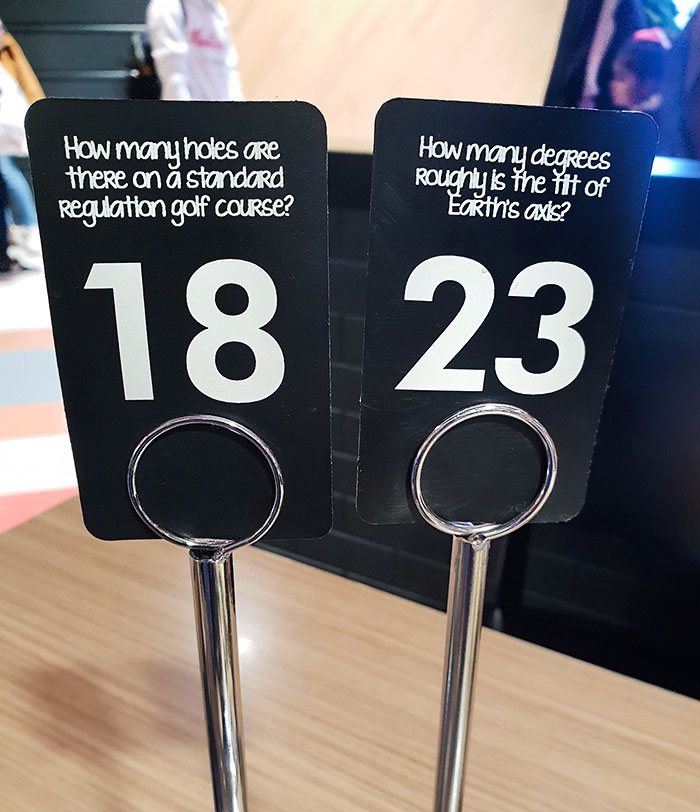 How many holes are
there on a standard
regulation golf course?
18
How many degrees
roughly is the tilt of
Earth's axis?
23